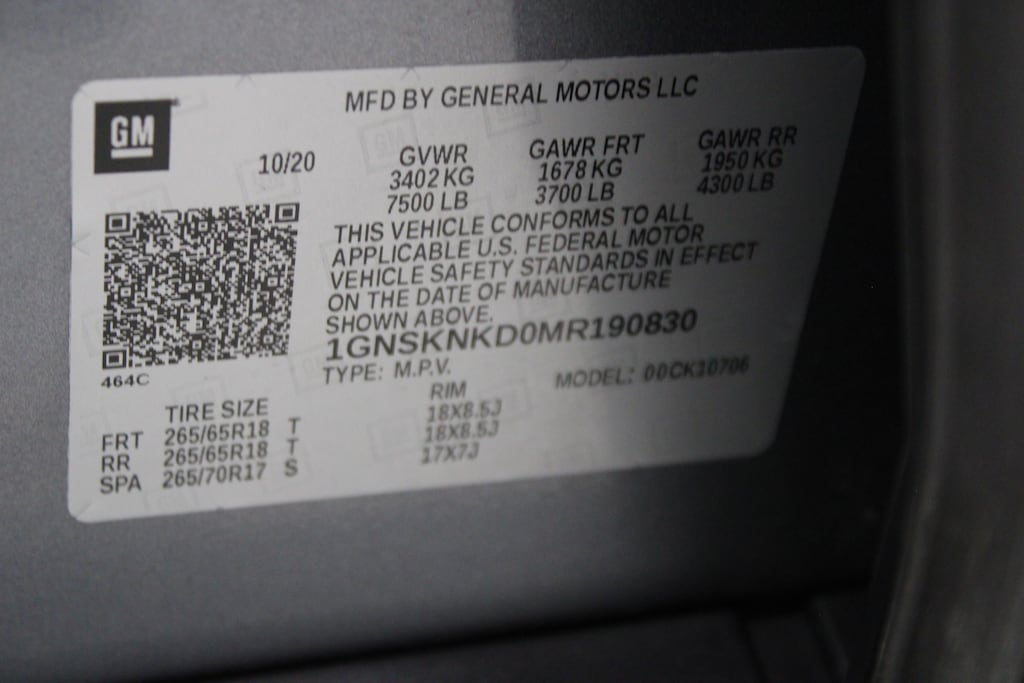 GM
MFD BY GENERAL MOTORS LLC
10/20
GVWR
3402 KG
7500 LB
GAWR FRT
1678 KG
3700 LB
GAWR RR
1950 KG
4300 LB
THIS VEHICLE CONFORMS TO ALL
APPLICABLE U.S. FEDERAL MOTOR
VEHICLE SAFETY STANDARDS IN EFFECT
ON THE DATE OF MANUFACTURE
SHOWN ABOVE.
1GNSKNKD0MR190830
464C
TYPE: M.P.V. MODEL: 00CK10706
TIRE SIZE RIM
FRT 265/65R18 T 18X8.5J
RR 265/65R18 T 18X8.5J
SPA 265/70R17 S 17X7J